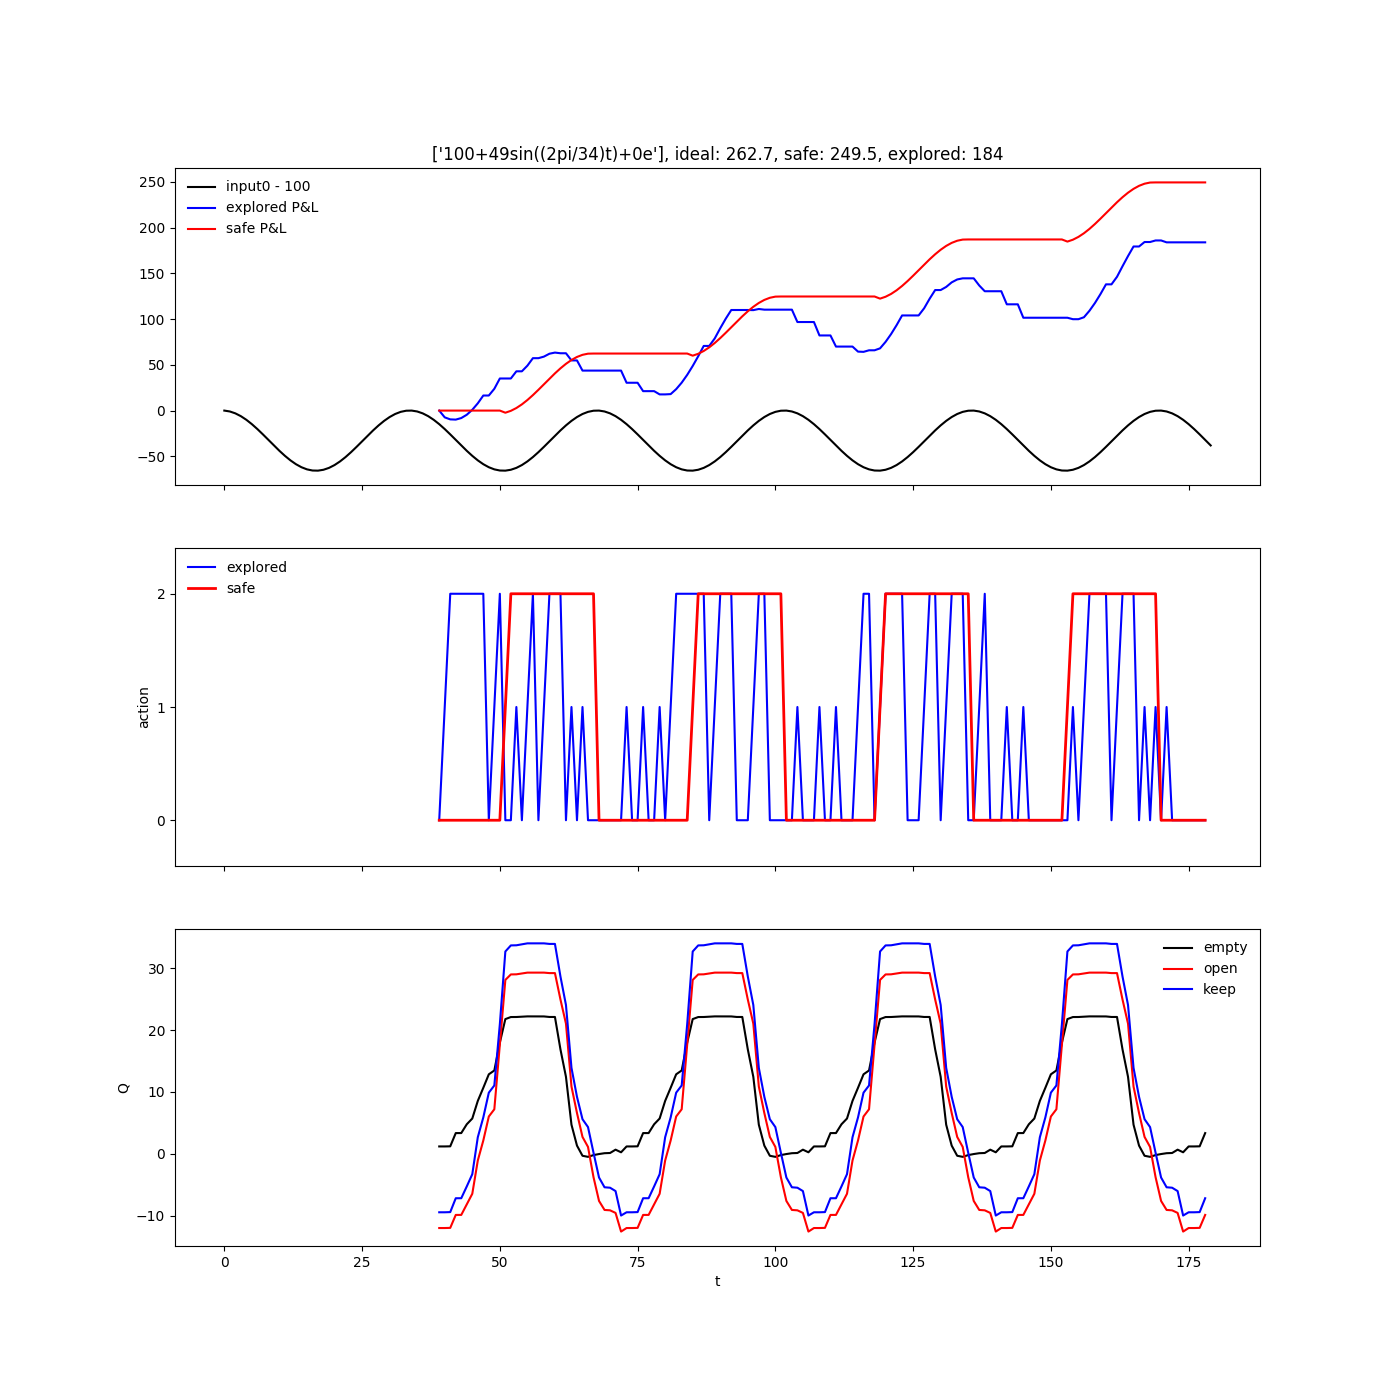 ['100+49sin((2pi/34)t)+0e'], ideal: 262.7, safe: 249.5, explored: 184
250
200
150
100
50
0
−50
input0 - 100
explored P&L
safe P&L
action
2
1
0
explored
safe
Q
30
20
10
0
−10
empty
open
keep
0 25 50 75 100 125 150 175
t